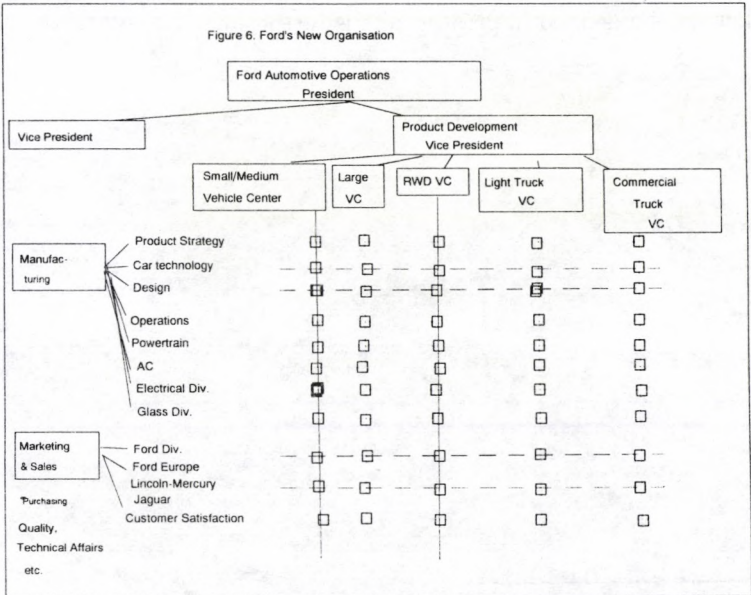 Figure 6. Ford's New Organisation
Ford Automotive Operations
President
Vice President
Product Development
Vice President
Small/Medium
Vehicle Center
Large
VC
RWD VC
Light Truck
VC
Commercial
Truck
VC
Manufac-
turing
Product Strategy
Car technology
Design
Operations
Powertrain
AC
Electrical Div.
Glass Div.
Marketing
& Sales
Ford Div.
Ford Europe
Lincoln-Mercury
Jaguar
Customer Satisfaction
Purchasing
Quality,
Technical Affairs
etc.